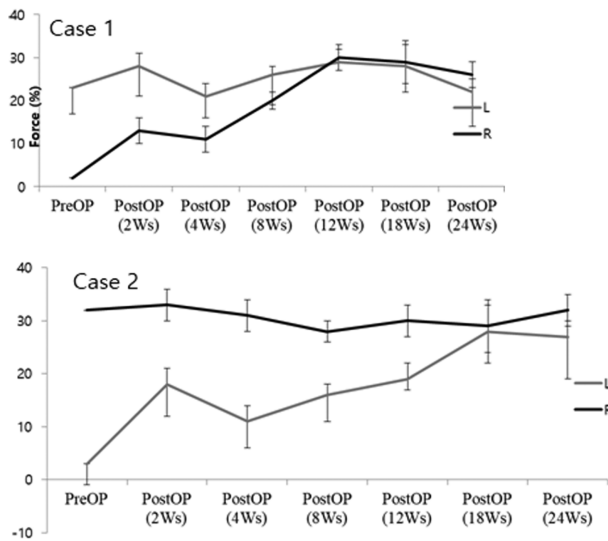 Case 1
Force (%)
40
30
20
10
0
L
R
PreOP PostOP PostOP PostOP PostOP PostOP PostOP
(2Ws) (4Ws) (8Ws) (12Ws) (18Ws) (24Ws)
Case 2
40
30
20
10
0
-10
L
R
PreOP PostOP PostOP PostOP PostOP PostOP PostOP
(2Ws) (4Ws) (8Ws) (12Ws) (18Ws) (24Ws)